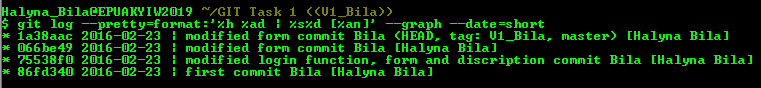 Halyna_Bila@EPUAKYIW2019 ~/GIT Task 1 ((V1_Bila))
$ git log --pretty=format:'%h %ad | %s%d [%an]' --graph --date=short
* 1a38aac 2016-02-23 | modified form commit Bila (HEAD, tag: V1_Bila, master) [Halyna Bila]
* 066be49 2016-02-23 | modified form commit Bila [Halyna Bila]
* 75538f0 2016-02-23 | modified login function, form and discription commit Bila [Halyna Bila]
* 86fd340 2016-02-23 | first commit Bila [Halyna Bila]